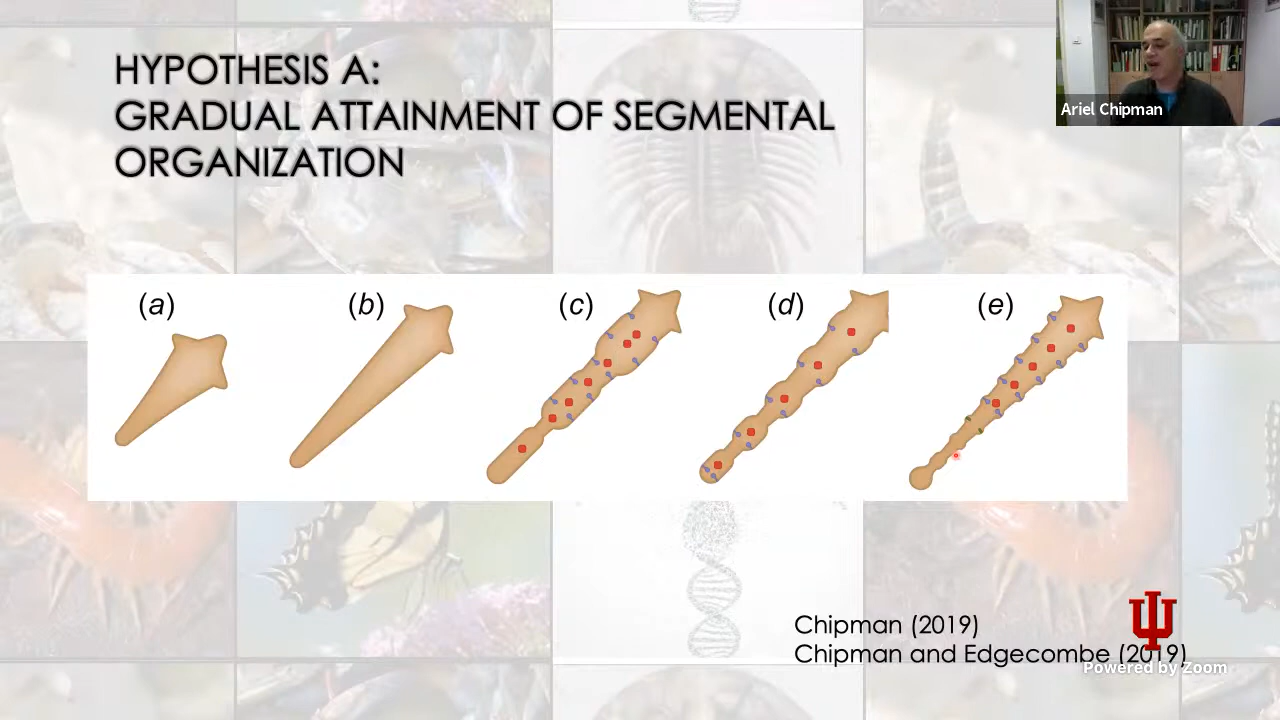 HYPOTHESIS A:
GRADUAL ATTAINMENT OF SEGMENTAL
ORGANIZATION
Ariel Chipman
(a) (b) (c) (d) (e)
Chipman (2019)
Chipman and Edgecombe (2019)
Powered by Zoom